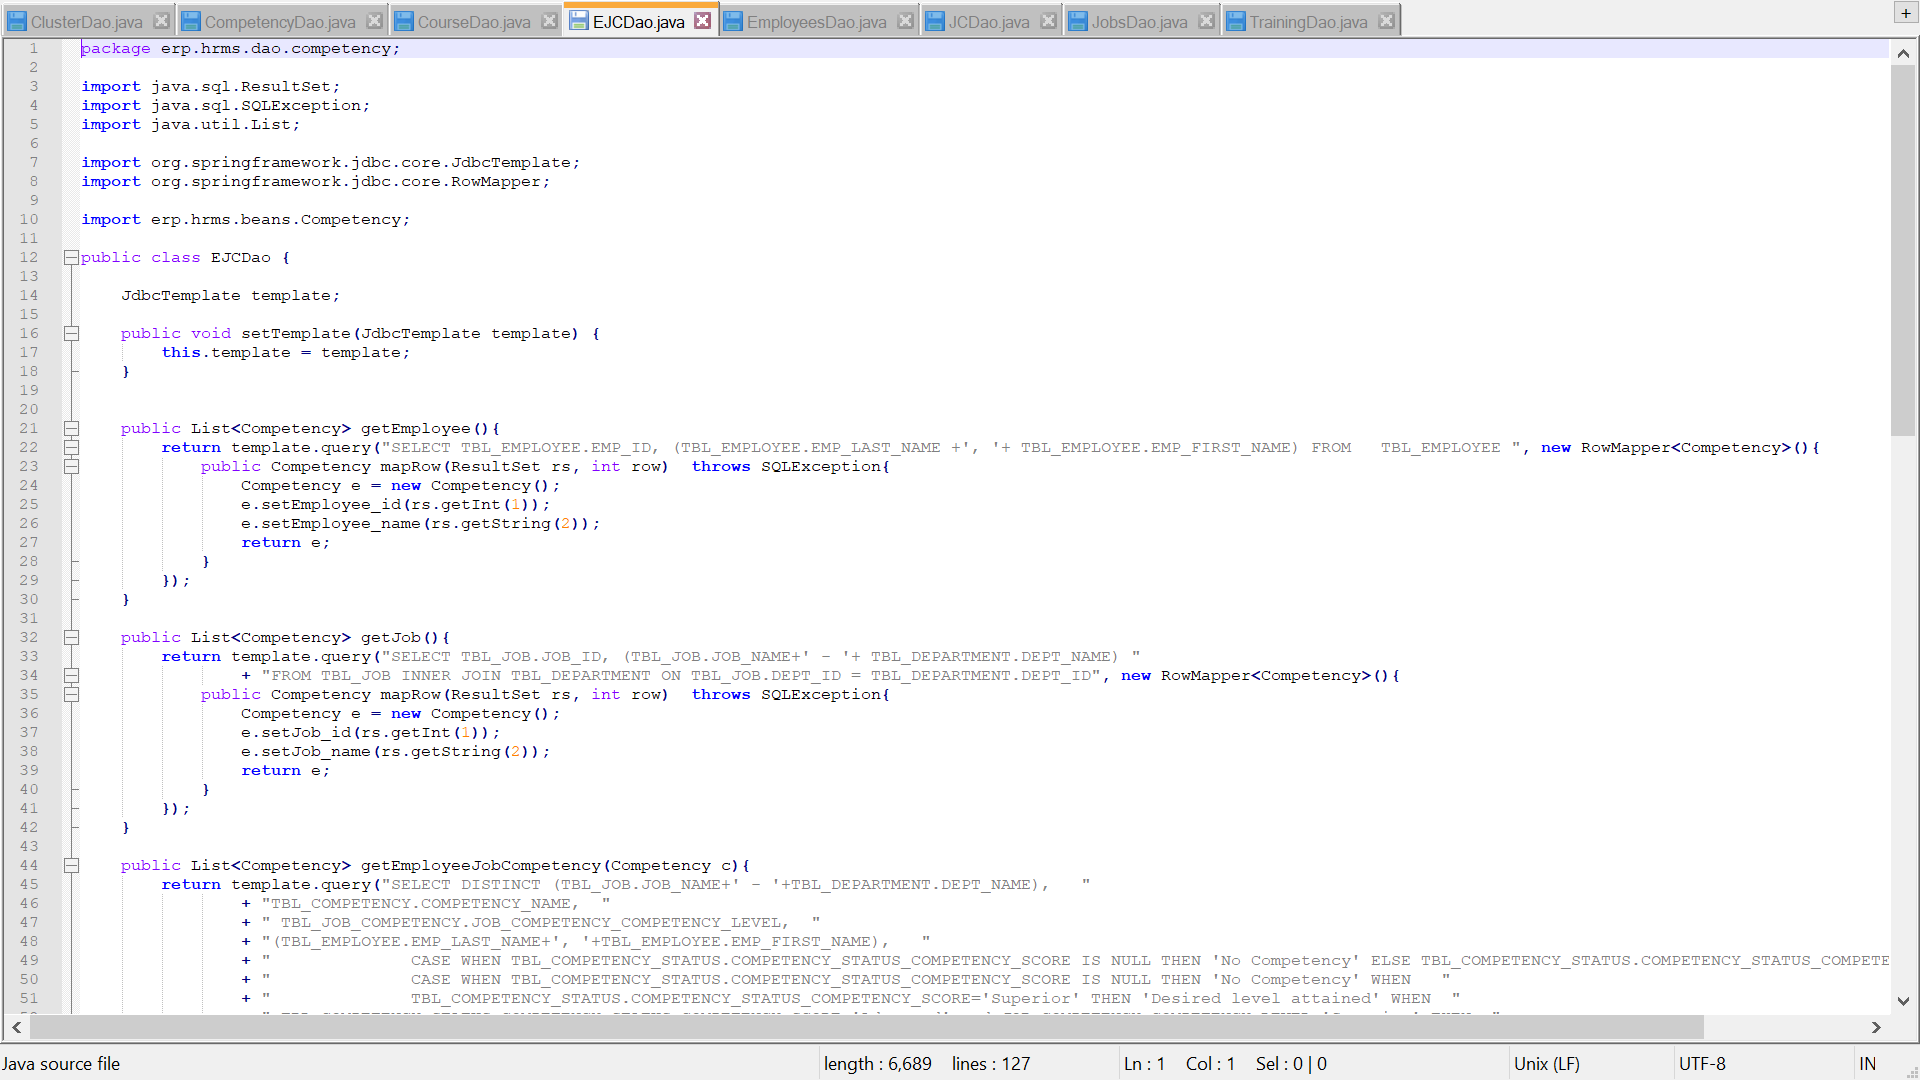 ClusterDao.java CompetencyDao.java CourseDao.java EJCDao.java EmployeesDao.java JCDao.java JobsDao.java TrainingDao.java +
1 package erp.hrms.dao.competency;
2
3 import java.sql.ResultSet;
4 import java.sql.SQLException;
5 import java.util.List;
6
7 import org.springframework.jdbc.core.JdbcTemplate;
8 import org.springframework.jdbc.core.RowMapper;
9
10 import erp.hrms.beans.Competency;
11
12 public class EJCDao {
13
14 JdbcTemplate template;
15
16 public void setTemplate(JdbcTemplate template) {
17 this.template = template;
18 }
19
20
21 public List<Competency> getEmployee(){
22 return template.query("SELECT TBL_EMPLOYEE.EMP_ID, (TBL_EMPLOYEE.EMP_LAST_NAME +', '+ TBL_EMPLOYEE.EMP_FIRST_NAME) FROM   TBL_EMPLOYEE ", new RowMapper<Competency>(){
23 public Competency mapRow(ResultSet rs, int row)  throws SQLException{
24 Competency e = new Competency();
25 e.setEmployee_id(rs.getInt(1));
26 e.setEmployee_name(rs.getString(2));
27 return e;
28 }
29 });
30 }
31
32 public List<Competency> getJob(){
33 return template.query("SELECT TBL_JOB.JOB_ID, (TBL_JOB.JOB_NAME+' - '+ TBL_DEPARTMENT.DEPT_NAME) "
34 + "FROM TBL_JOB INNER JOIN TBL_DEPARTMENT ON TBL_JOB.DEPT_ID = TBL_DEPARTMENT.DEPT_ID", new RowMapper<Competency>(){
35 public Competency mapRow(ResultSet rs, int row)  throws SQLException{
36 Competency e = new Competency();
37 e.setJob_id(rs.getInt(1));
38 e.setJob_name(rs.getString(2));
39 return e;
40 }
41 });
42 }
43
44 public List<Competency> getEmployeeJobCompetency(Competency c){
45 return template.query("SELECT DISTINCT (TBL_JOB.JOB_NAME+' - '+TBL_DEPARTMENT.DEPT_NAME),   "
46 + "TBL_COMPETENCY.COMPETENCY_NAME,  "
47 + " TBL_JOB_COMPETENCY.JOB_COMPETENCY_COMPETENCY_LEVEL,  "
48 + "(TBL_EMPLOYEE.EMP_LAST_NAME+', '+TBL_EMPLOYEE.EMP_FIRST_NAME),   "
49 + "              CASE WHEN TBL_COMPETENCY_STATUS.COMPETENCY_STATUS_COMPETENCY_SCORE IS NULL THEN 'No Competency' ELSE TBL_COMPETENCY_STATUS.COMPETENCY_STATUS_COMPETE
50 + "              CASE WHEN TBL_COMPETENCY_STATUS.COMPETENCY_STATUS_COMPETENCY_SCORE IS NULL THEN 'No Competency' WHEN   "
51 + "              TBL_COMPETENCY_STATUS.COMPETENCY_STATUS_COMPETENCY_SCORE='Superior' THEN 'Desired level attained' WHEN  "
Java source file length : 6,689 lines : 127 Ln : 1 Col : 1 Sel : 0 | 0 Unix (LF) UTF-8 IN